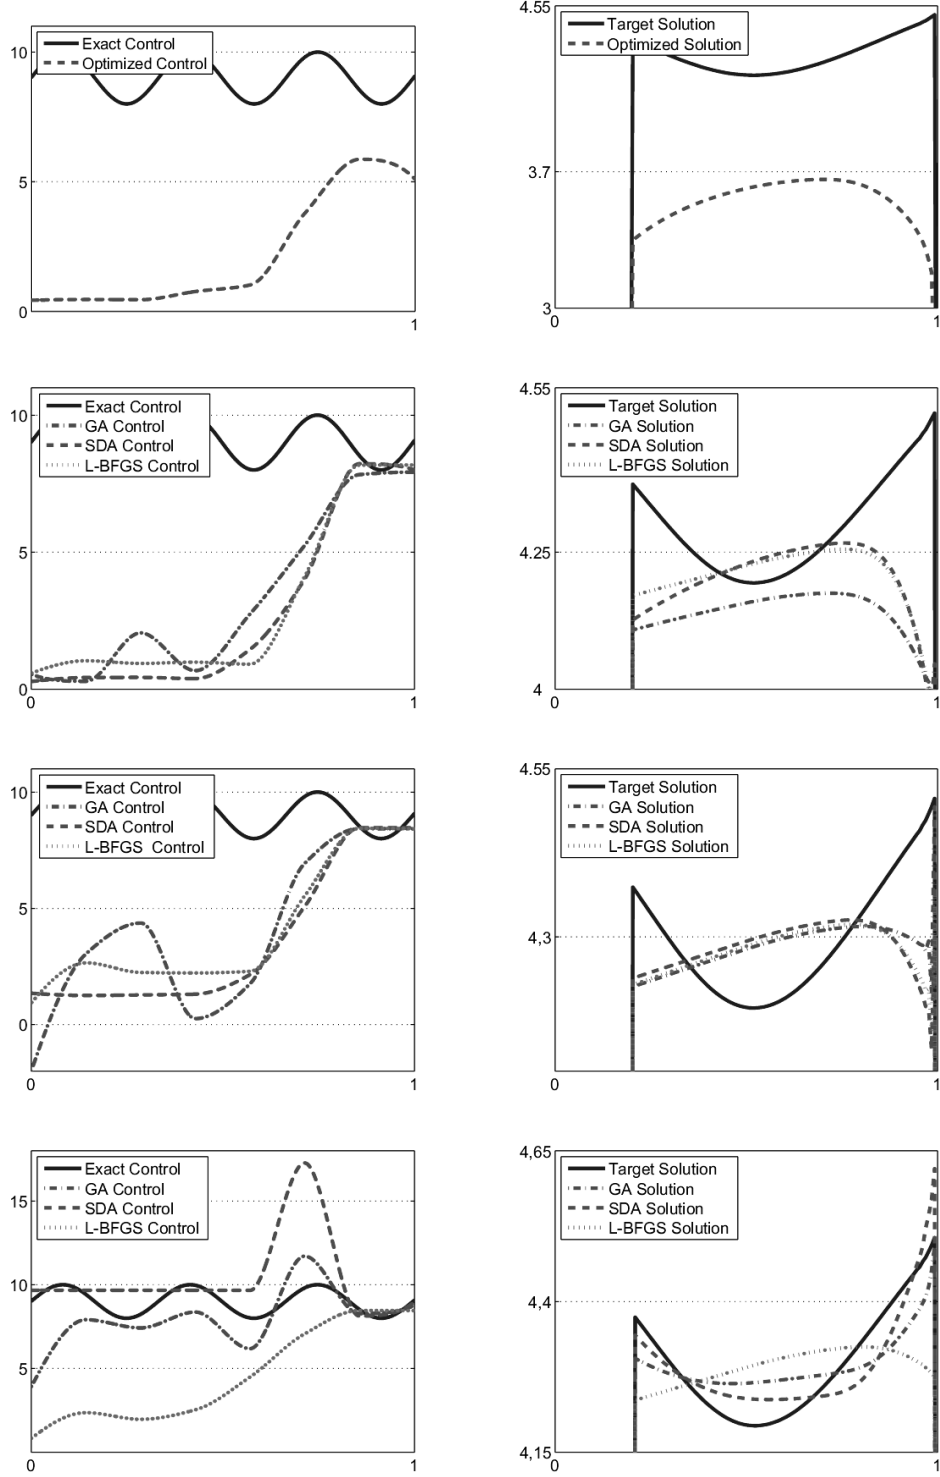 10
5
0
1
Exact Control
Optimized Control
4.55
3.7
3
0
1
Target Solution
Optimized Solution
10
5
0
0
1
Exact Control
GA Control
SDA Control
L-BFGS Control
4.55
4.25
4
0
1
Target Solution
GA Solution
SDA Solution
L-BFGS Solution
10
5
0
0
1
Exact Control
GA Control
SDA Control
L-BFGS Control
4.55
4.3
0
1
Target Solution
GA Solution
SDA Solution
L-BFGS Solution
15
10
5
0
1
Exact Control
GA Control
SDA Control
L-BFGS Control
4,65
4,4
4,15
0
1
Target Solution
GA Solution
SDA Solution
L-BFGS Solution